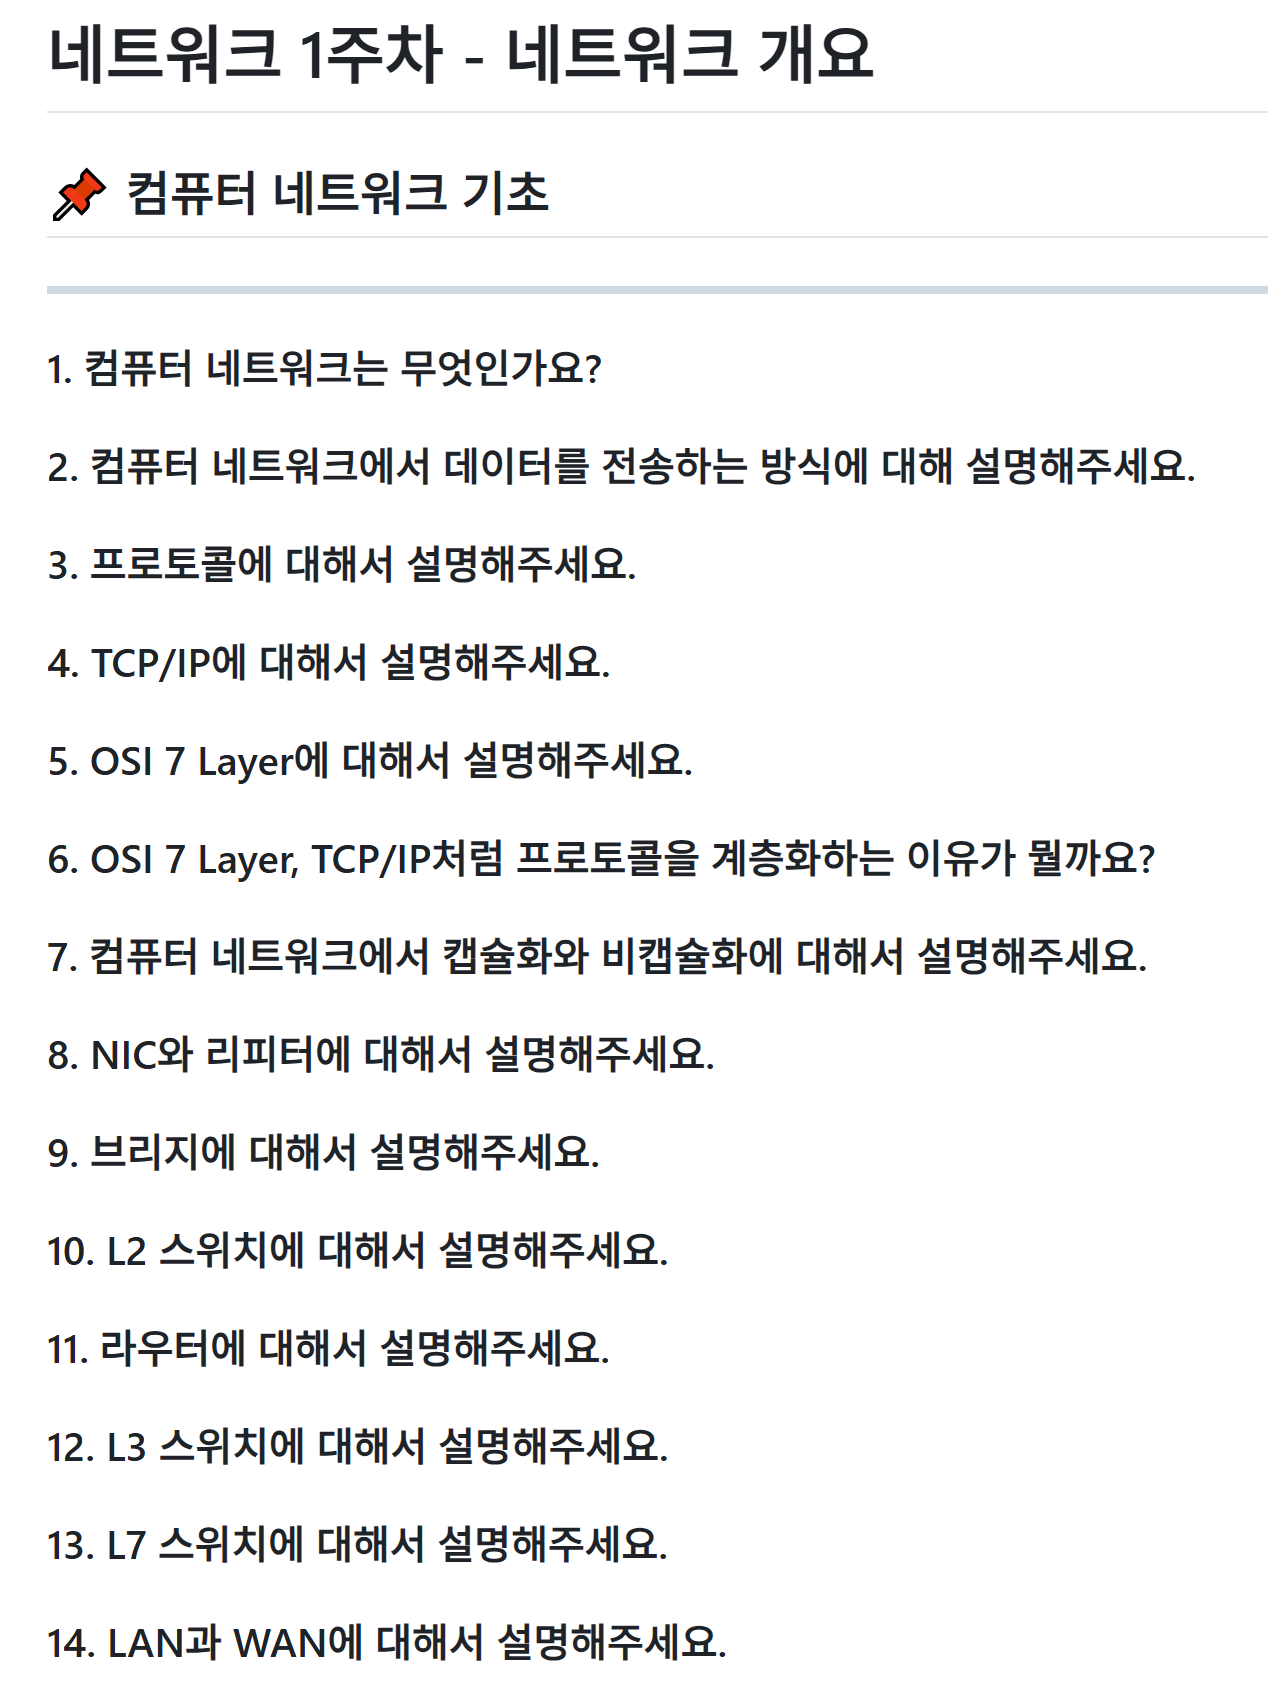 네트워크 1주차 - 네트워크 개요
컴퓨터 네트워크 기초
1. 컴퓨터 네트워크는 무엇인가요?
2. 컴퓨터 네트워크에서 데이터를 전송하는 방식에 대해 설명해주세요.
3. 프로토콜에 대해서 설명해주세요.
4. TCP/IP에 대해서 설명해주세요.
5. OSI 7 Layer에 대해서 설명해주세요.
6. OSI 7 Layer, TCP/IP처럼 프로토콜을 계층화하는 이유가 뭘까요?
7. 컴퓨터 네트워크에서 캡슐화와 비캡슐화에 대해서 설명해주세요.
8. NIC와 리피터에 대해서 설명해주세요.
9. 브리지에 대해서 설명해주세요.
10. L2 스위치에 대해서 설명해주세요.
11. 라우터에 대해서 설명해주세요.
12. L3 스위치에 대해서 설명해주세요.
13. L7 스위치에 대해서 설명해주세요.
14. LAN과 WAN에 대해서 설명해주세요.